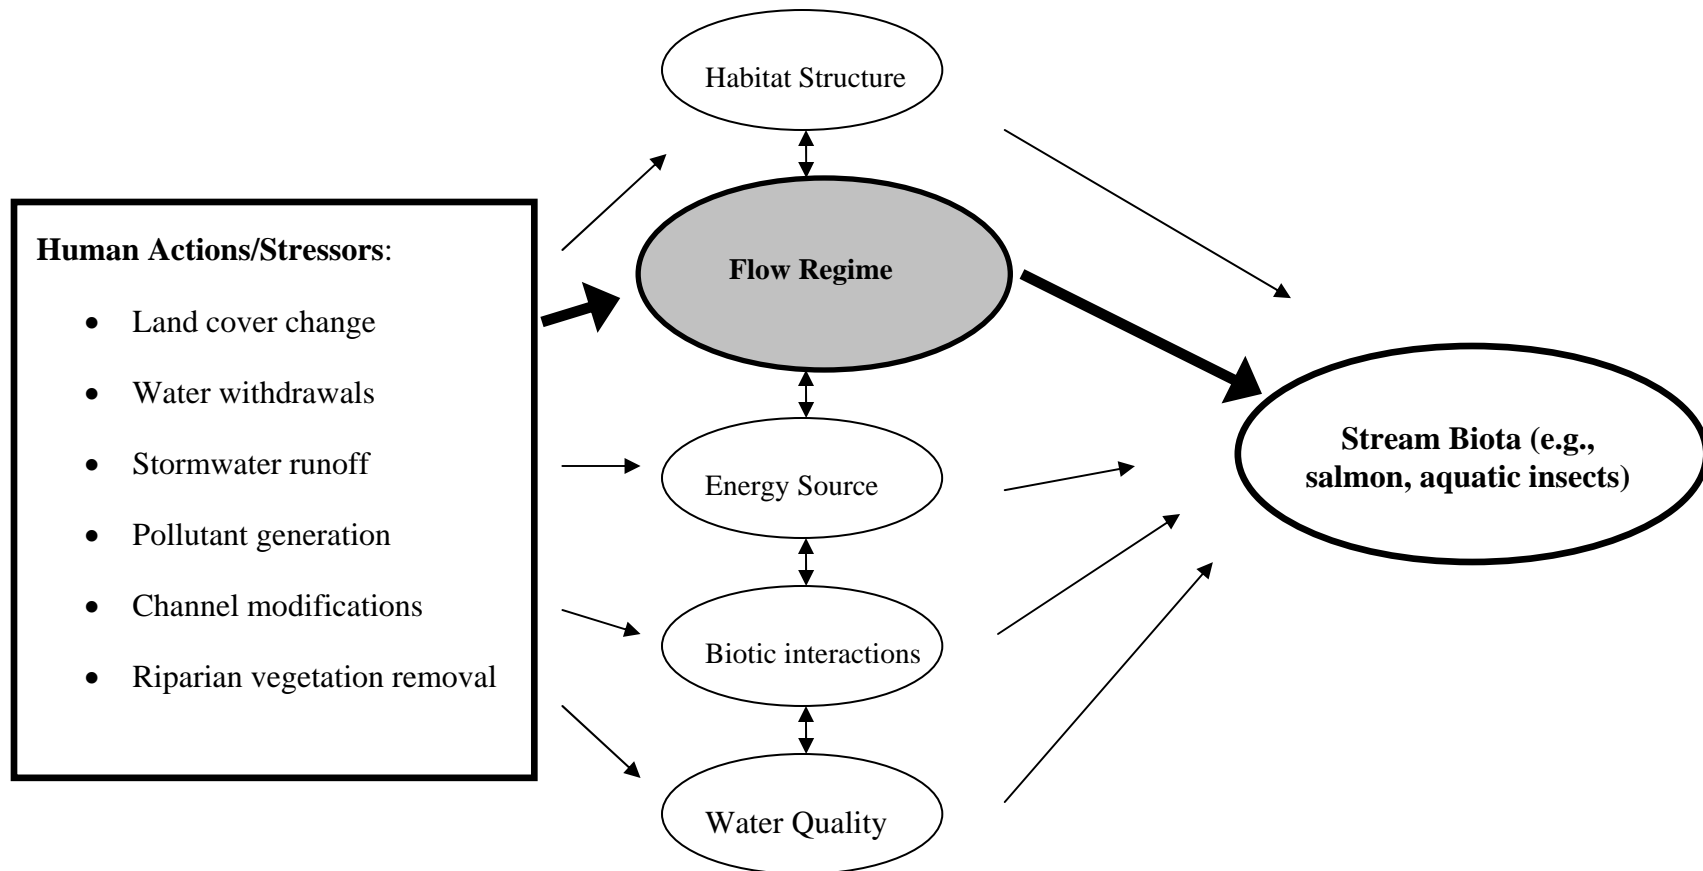 Habitat Structure
Flow Regime
Human Actions/Stressors:
• Land cover change
• Water withdrawals
• Stormwater runoff
• Pollutant generation
• Channel modifications
• Riparian vegetation removal
Energy Source
Biotic interactions
Water Quality
Stream Biota (e.g.,
salmon, aquatic insects)